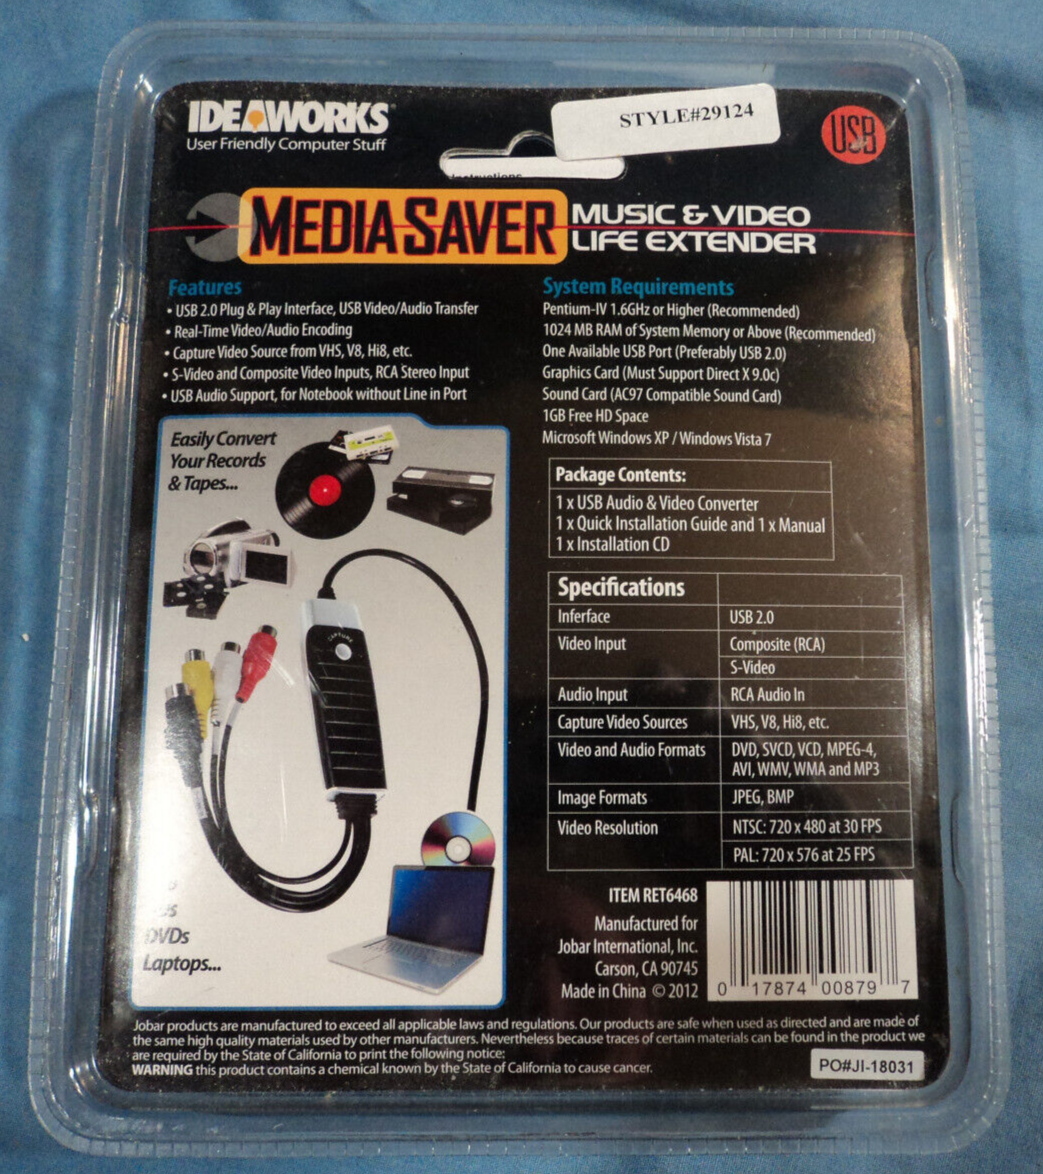 IDEAWORKS
User Friendly Computer Stuff
STYLE#29124
USB
MEDIASAVER
MUSIC & VIDEO
LIFE EXTENDER
Features
• USB 2.0 Plug & Play Interface, USB Video/Audio Transfer
• Real-Time Video/Audio Encoding
• Capture Video Source from VHS, V8, Hi8, etc.
• S-Video and Composite Video Inputs, RCA Stereo Input
• USB Audio Support, for Notebook without Line in Port
Easily Convert
Your Records
& Tapes...
CAPTURE
DVDs
Laptops...
System Requirements
Pentium-IV 1.6GHz or Higher (Recommended)
1024 MB RAM of System Memory or Above (Recommended)
One Available USB Port (Preferably USB 2.0)
Graphics Card (Must Support Direct X 9.0c)
Sound Card (AC97 Compatible Sound Card)
1GB Free HD Space
Microsoft Windows XP / Windows Vista 7
Package Contents:
1 x USB Audio & Video Converter
1 x Quick Installation Guide and 1 x Manual
1 x Installation CD
Specifications
Inferface USB 2.0
Video Input Composite (RCA)
S-Video
Audio Input RCA Audio In
Capture Video Sources VHS, V8, Hi8, etc.
Video and Audio Formats DVD, SVCD, VCD, MPEG-4,
AVI, WMV, WMA and MP3
Image Formats JPEG, BMP
Video Resolution NTSC: 720 x 480 at 30 FPS
PAL: 720 x 576 at 25 FPS
ITEM RET6468
Manufactured for
Jobar International, Inc.
Carson, CA 90745
Made in China © 2012
0 17874 00879 7
Jobar products are manufactured to exceed all applicable laws and regulations. Our products are safe when used as directed and are made of
the same high quality materials used by other manufacturers. Nevertheless because traces of certain materials can be found in the product we
are required by the State of California to print the following notice:
WARNING this product contains a chemical known by the State of California to cause cancer.
PO#JI-18031